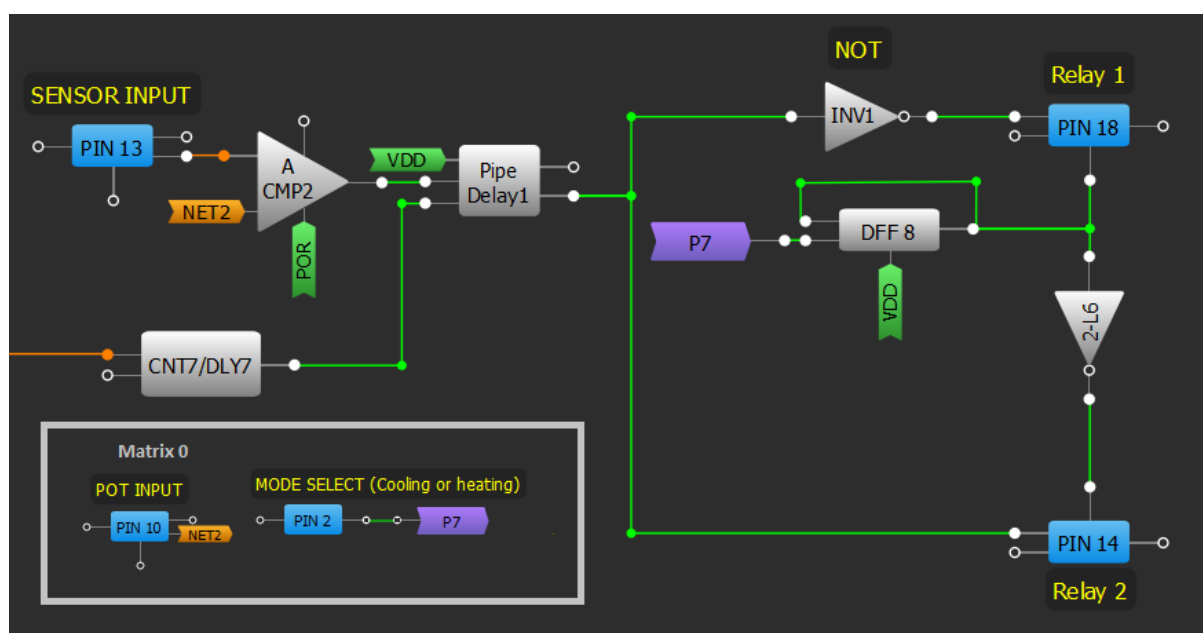 NOT
Relay 1
SENSOR INPUT
PIN 13
A
CMP2
VDD
Pipe
Delay1
INV1
PIN 18
NET2
POR
P7
DFF 8
VDD
2-L6
CNT7/DLY7
Matrix 0
POT INPUT
MODE SELECT (Cooling or heating)
PIN 10
NET2
PIN 2
P7
PIN 14
Relay 2